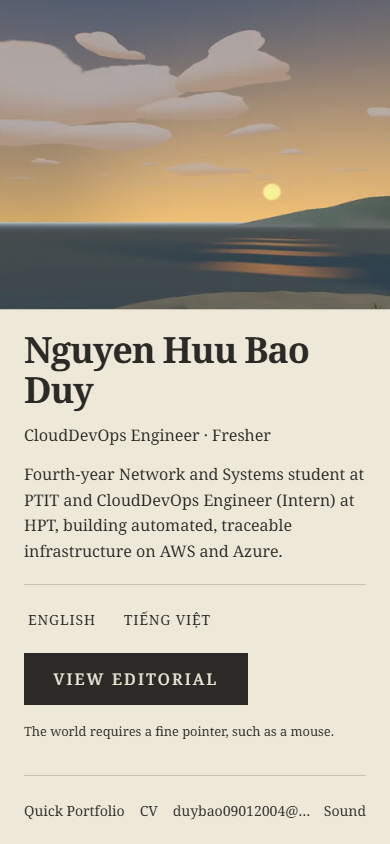 Nguyen Huu Bao
Duy
CloudDevOps Engineer · Fresher
Fourth-year Network and Systems student at
PTIT and CloudDevOps Engineer (Intern) at
HPT, building automated, traceable
infrastructure on AWS and Azure.
ENGLISH TIẾNG VIỆT
VIEW EDITORIAL
The world requires a fine pointer, such as a mouse.
Quick Portfolio CV duybao09012004@... Sound